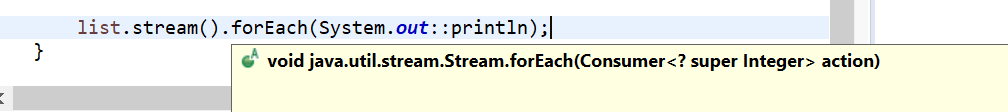 list.stream().forEach(System.out::println);
}
void java.util.stream.Stream.forEach(Consumer<? super Integer> action)